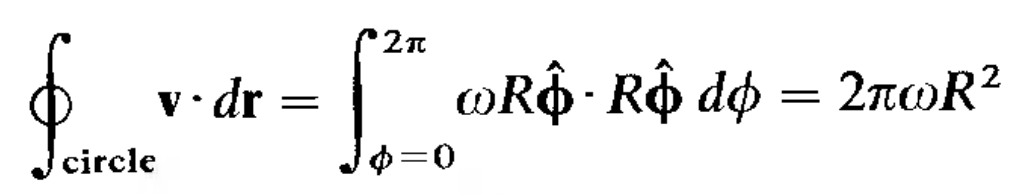 ∮_circle 𝐯 · d𝐫 = ∫_{ϕ=0}^{2π} ωR𝛟̂ · R𝛟̂ dϕ = 2πωR²